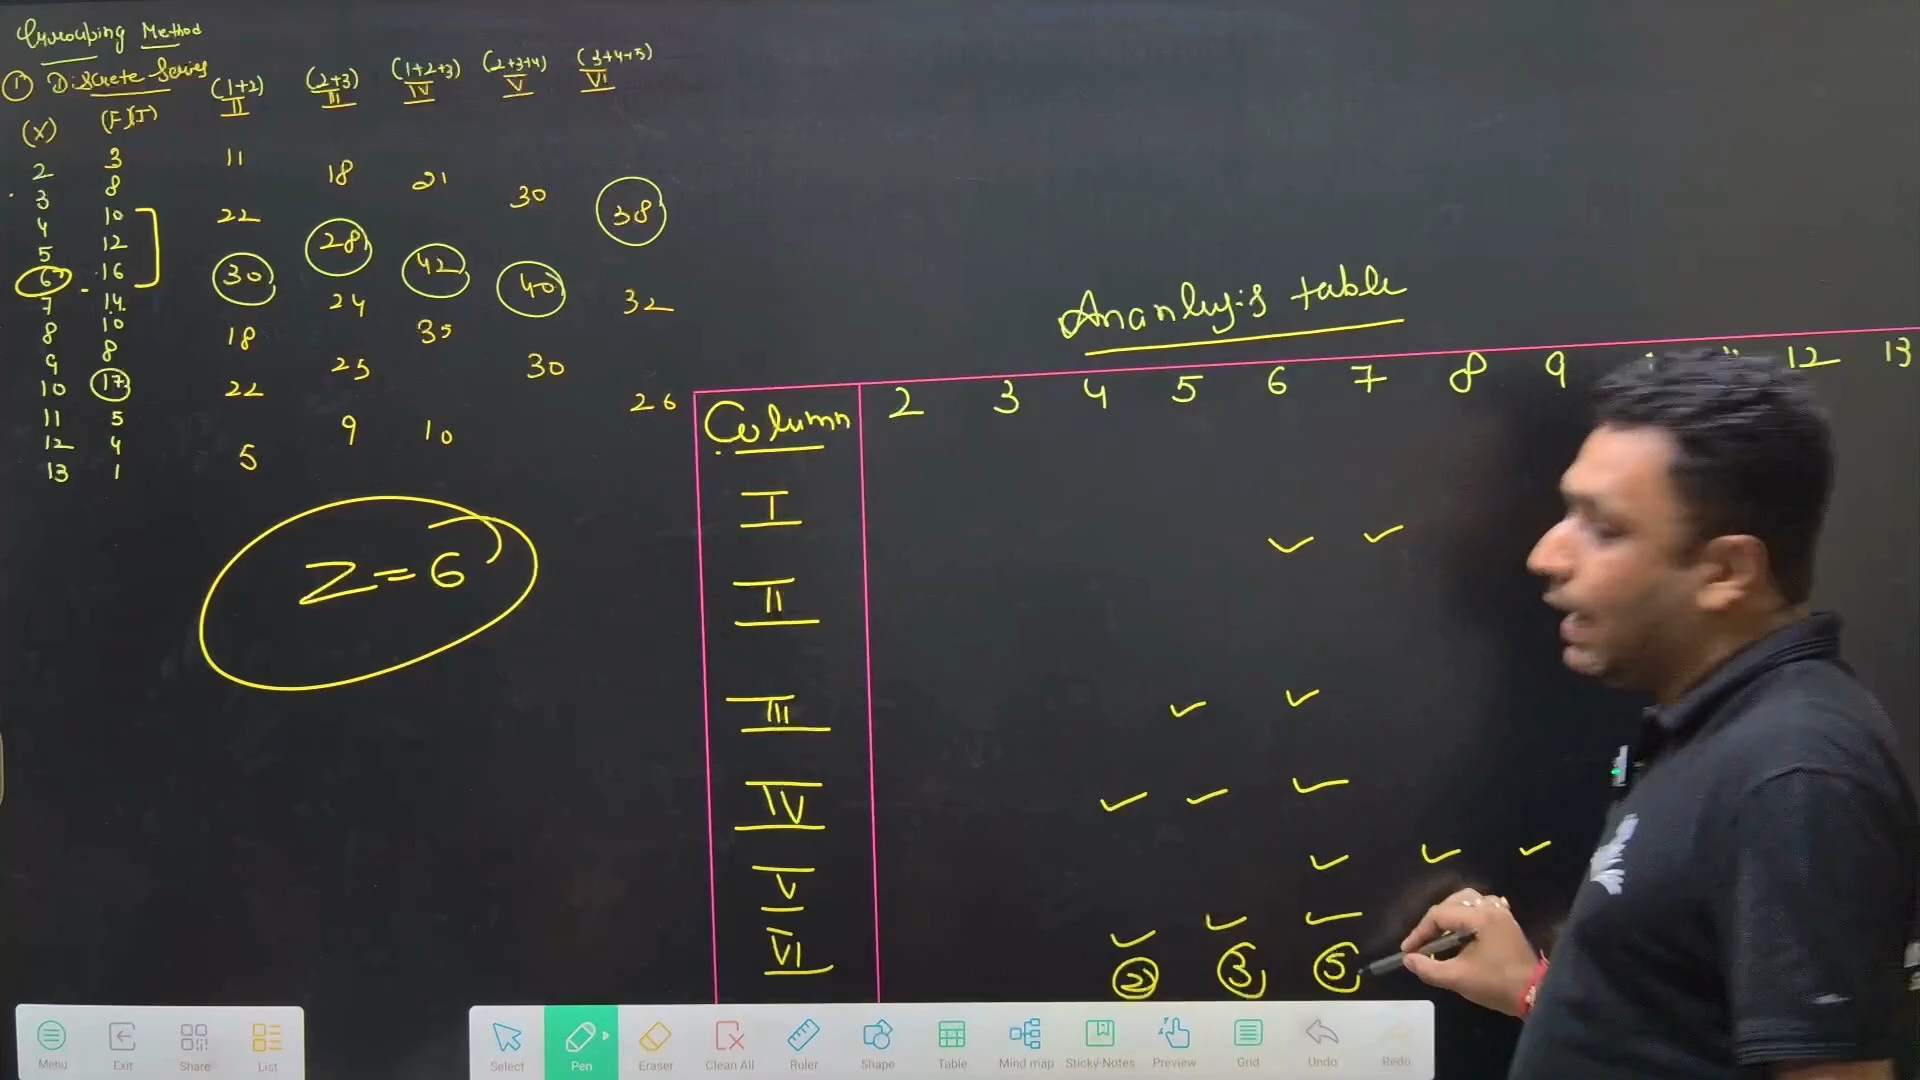 Grouping Method
① Discrete Series
(1+2) (2+3) (1+2+3) (2+3+4) (3+4+5)
II III IV V VI
(X) (F)(I)
2 3 11
3 8 18 21 30 38
4 10 22
5 12 28
6 16 30 42 40
7 14 24 32
8 10 18 35
9 8 25 30
10 17 22 26
11 5 9 10
12 4 5
13 1
Z=6
Ananlysis table
Column 2 3 4 5 6 7 8 9 12 13
I
II ✓ ✓
III ✓ ✓
IV ✓ ✓ ✓
V ✓ ✓ ✓
VI ✓ ✓ ✓
② ③ ⑤
Menu Exit Share List Select Pen Eraser Clean All Ruler Shape Table Mind map Sticky-Notes Preview Grid Undo Redo